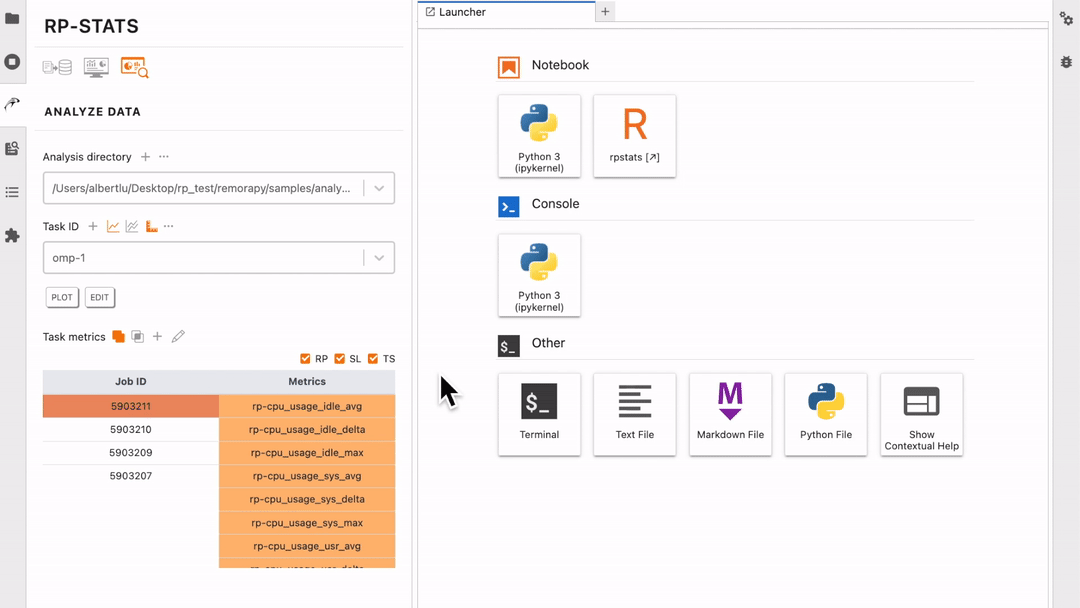 RP-STATS
ANALYZE DATA
Analysis directory
/Users/albertlu/Desktop/rp_test/remorapy/samples/analy...
Task ID
omp-1
PLOT EDIT
Task metrics
RP SL TS
Job ID Metrics
5903211 rp-cpu_usage_idle_avg
5903210 rp-cpu_usage_idle_delta
5903209 rp-cpu_usage_idle_max
5903207 rp-cpu_usage_sys_avg
rp-cpu_usage_sys_delta
rp-cpu_usage_sys_max
rp-cpu_usage_usr_avg
Launcher
Notebook
Python 3
(ipykernel)
R
rpstats [↗]
Console
>_
Python 3
(ipykernel)
$_
Other
$_
Terminal
Text File
M
Markdown File
Python File
Show
Contextual Help